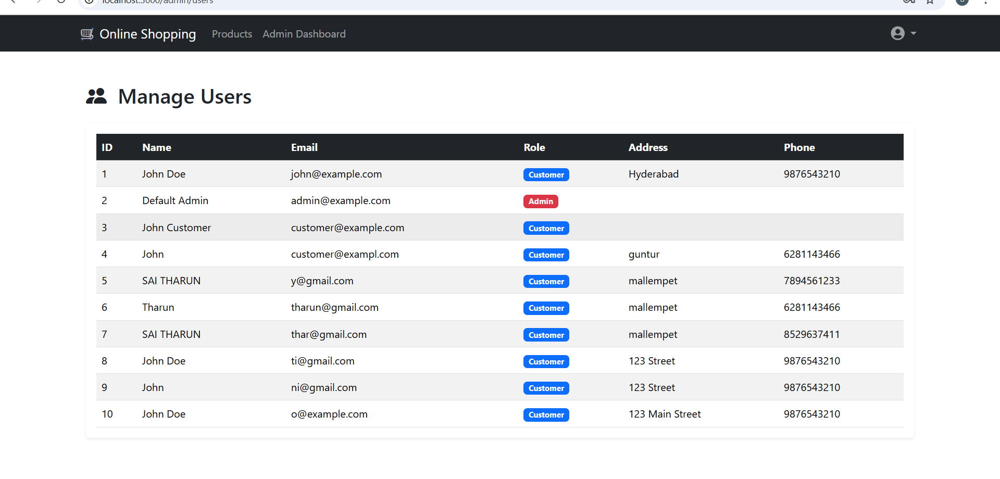 localhost:3000/admin/users
Online Shopping Products Admin Dashboard
Manage Users
ID Name Email Role Address Phone
1 John Doe john@example.com Customer Hyderabad 9876543210
2 Default Admin admin@example.com Admin
3 John Customer customer@example.com Customer
4 John customer@exampl.com Customer guntur 6281143466
5 SAI THARUN y@gmail.com Customer mallempet 7894561233
6 Tharun tharun@gmail.com Customer mallempet 6281143466
7 SAI THARUN thar@gmail.com Customer mallempet 8529637411
8 John Doe ti@gmail.com Customer 123 Street 9876543210
9 John ni@gmail.com Customer 123 Street 9876543210
10 John Doe o@example.com Customer 123 Main Street 9876543210